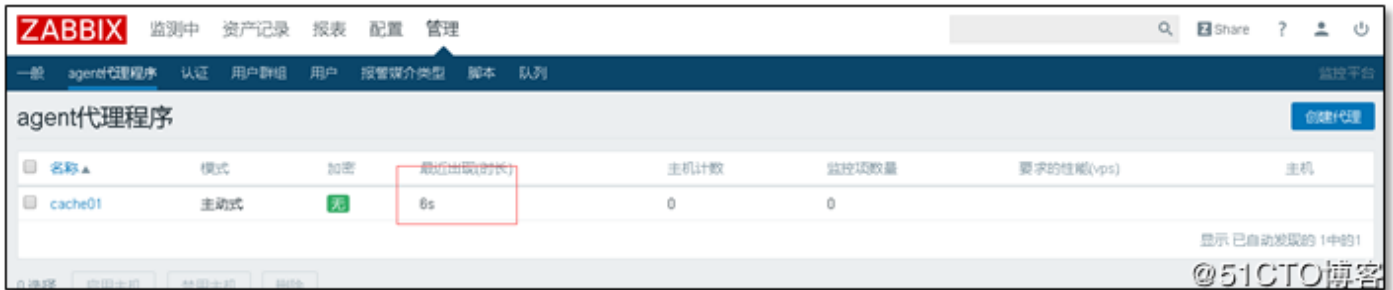 ZABBIX 监测中 资产记录 报表 配置 管理 Z Share ?
一般 agent代理程序 认证 用户群组 用户 报警媒介类型 脚本 队列 监控平台
agent代理程序 创建代理
名称▲ 模式 加密 最近出现(时长) 主机计数 监控项数量 要求的性能(vps) 主机
cache01 主动式 无 6s 0 0
显示 已自动发现的 1中的1
0 选择 启用主机 禁用主机 删除
@51CTO博客